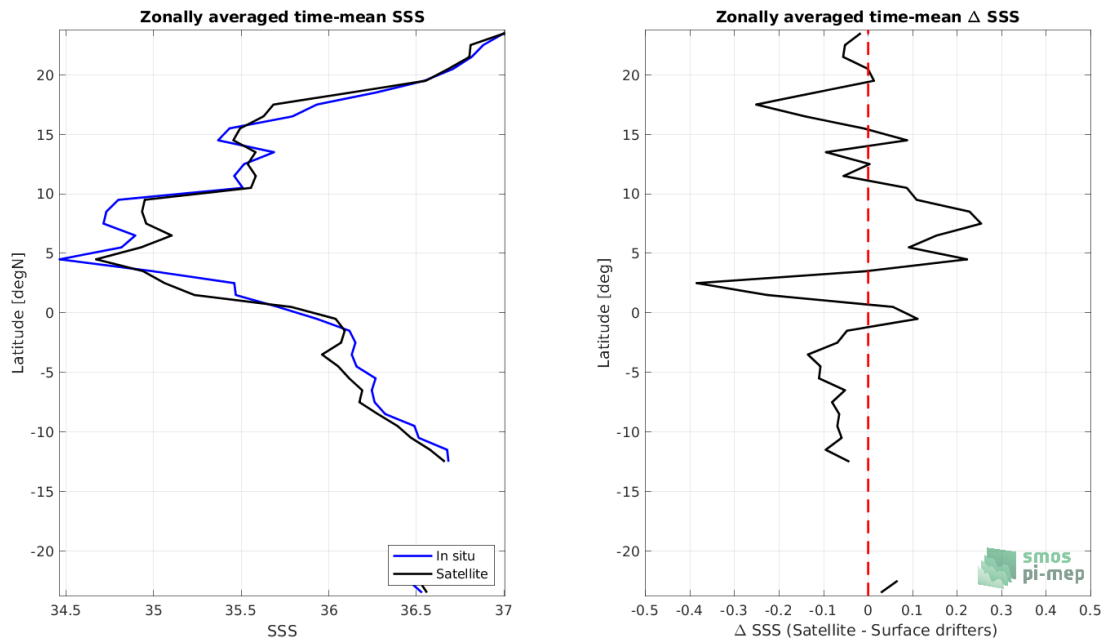 Zonally averaged time-mean SSS
20
15
10
5
0
-5
-10
-15
-20
Latitude [degN]
34.5 35 35.5 36 36.5 37
SSS
In situ
Satellite
Zonally averaged time-mean Δ SSS
20
15
10
5
0
-5
-10
-15
-20
Latitude [deg]
-0.5 -0.4 -0.3 -0.2 -0.1 0 0.1 0.2 0.3 0.4 0.5
Δ SSS (Satellite - Surface drifters)
smos
pi-mep